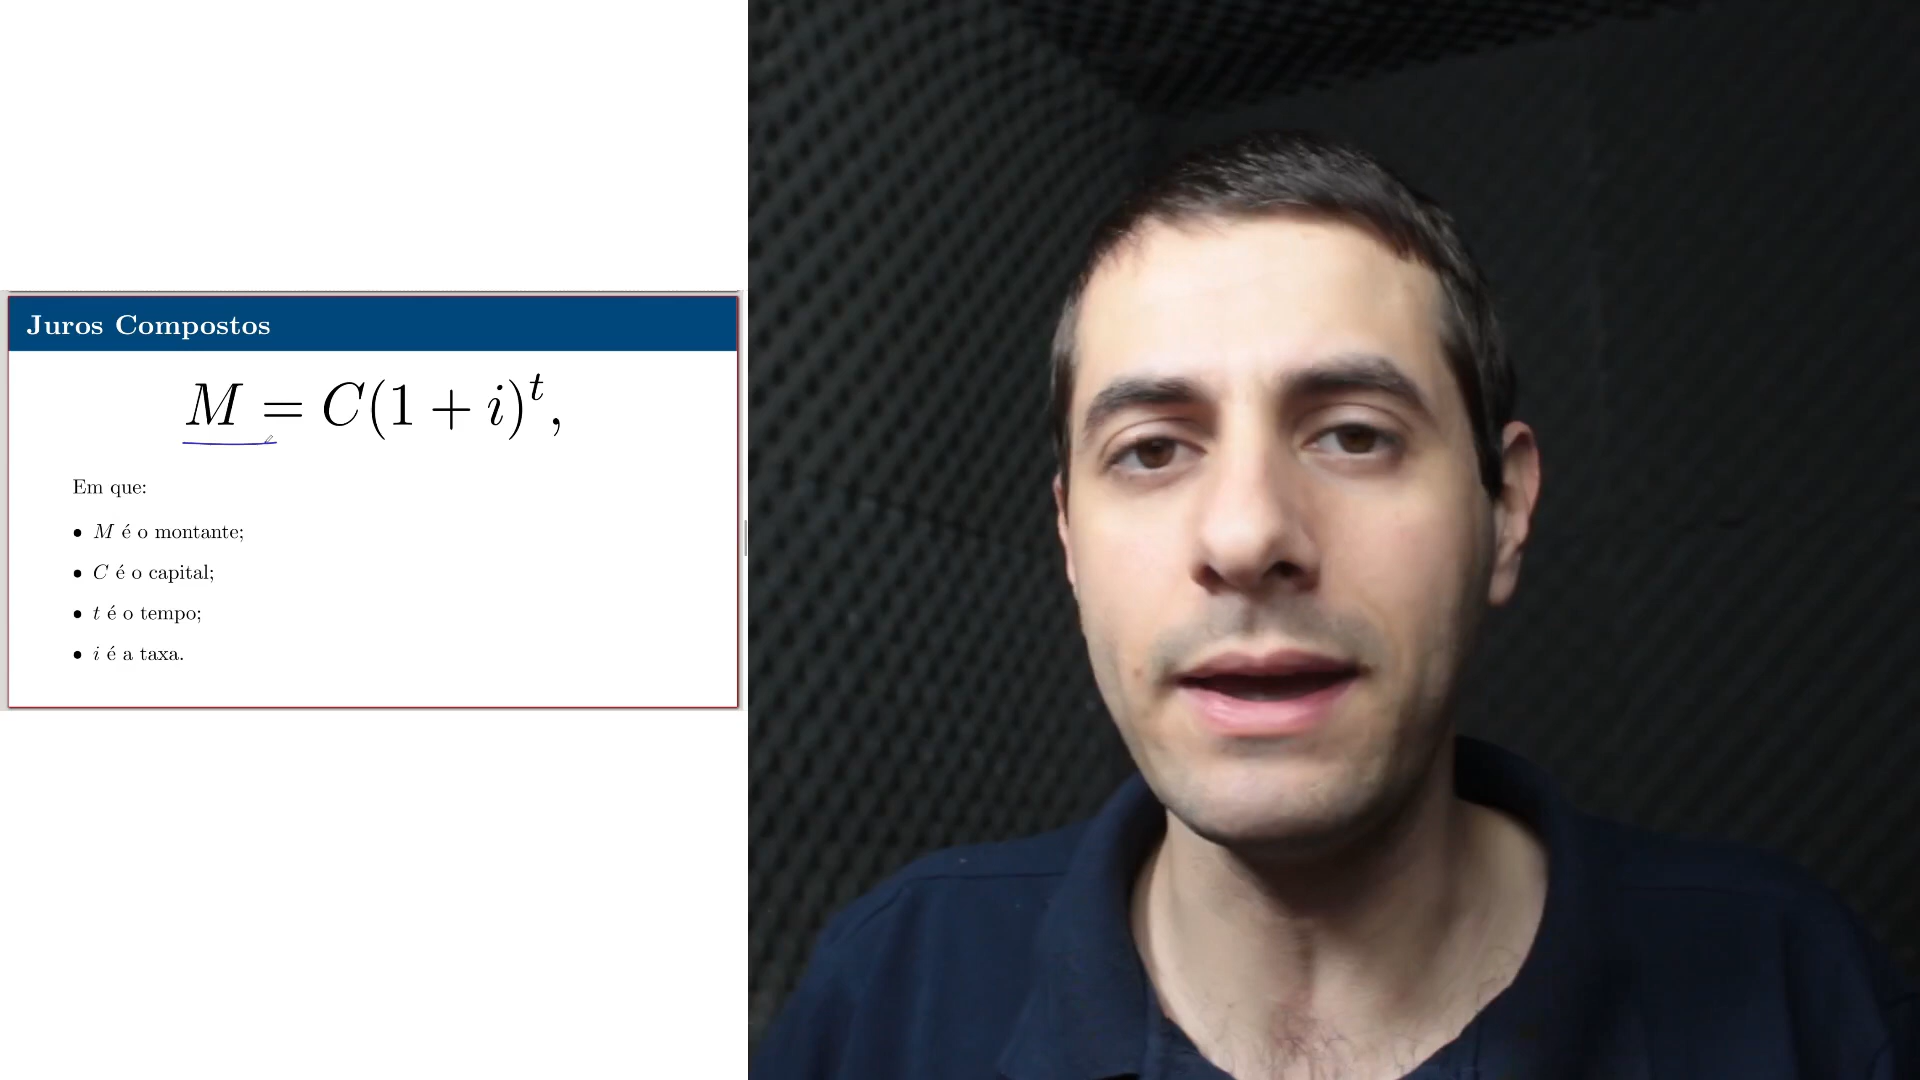 Juros Compostos
M = C(1 + i)^t,
Em que:
• M é o montante;
• C é o capital;
• t é o tempo;
• i é a taxa.